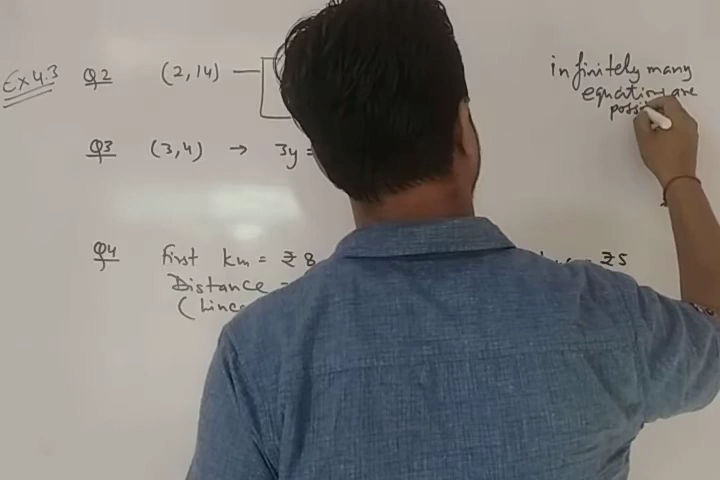 Ex 4.3
Q2 (2,14) —
infinitely many
equations are
possi
Q3 (3,4) → 3y =
Q4 First km = ₹ 8 ₹5
Distance =
(Linea